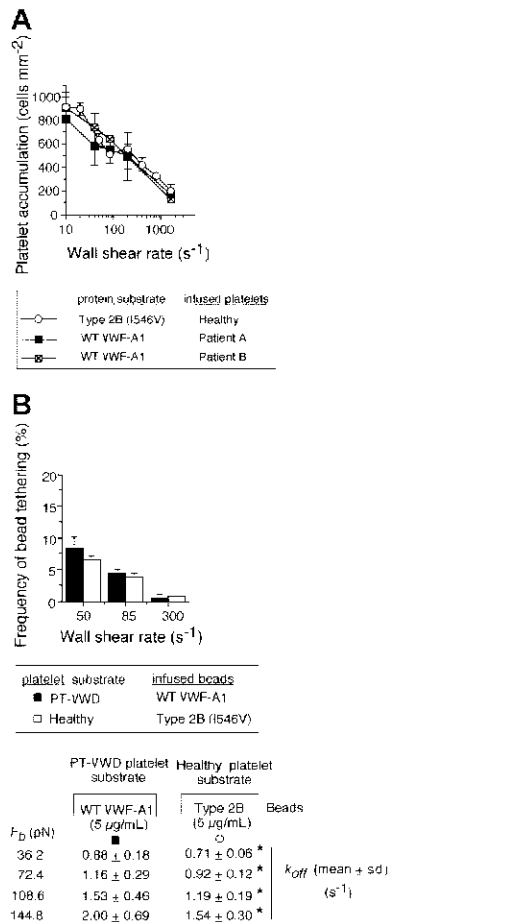 A
Platelet accumulation (cells mm-2)
1000
800
600
400
200
0
10 100 1000
Wall shear rate (s-1)
protein substrate infused platelets
Type 2B (I546V) Healthy
WT VWF-A1 Patient A
WT VWF-A1 Patient B
B
Frequency of bead tethering (%)
20
15
10
5
0
50 85 300
Wall shear rate (s-1)
platelet substrate infused beads
PT-VWD WT VWF-A1
Healthy Type 2B (I546V)
PT-VWD platelet substrate Healthy platelet substrate
WT VWF-A1 (5 µg/mL) Type 2B (5 µg/mL) Beads
Fb (pN)
36.2 0.88 ± 0.18 0.71 ± 0.06 *
72.4 1.16 ± 0.29 0.92 ± 0.12 *
108.6 1.53 ± 0.46 1.19 ± 0.19 *
144.8 2.00 ± 0.69 1.54 ± 0.30 *
koff (mean ± sd)
(s-1)